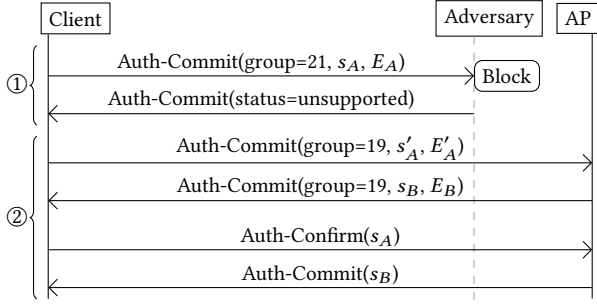 Client Adversary AP
① Auth-Commit(group=21, s_A, E_A)
Block
Auth-Commit(status=unsupported)
② Auth-Commit(group=19, s′_A, E′_A)
Auth-Commit(group=19, s_B, E_B)
Auth-Confirm(s_A)
Auth-Commit(s_B)